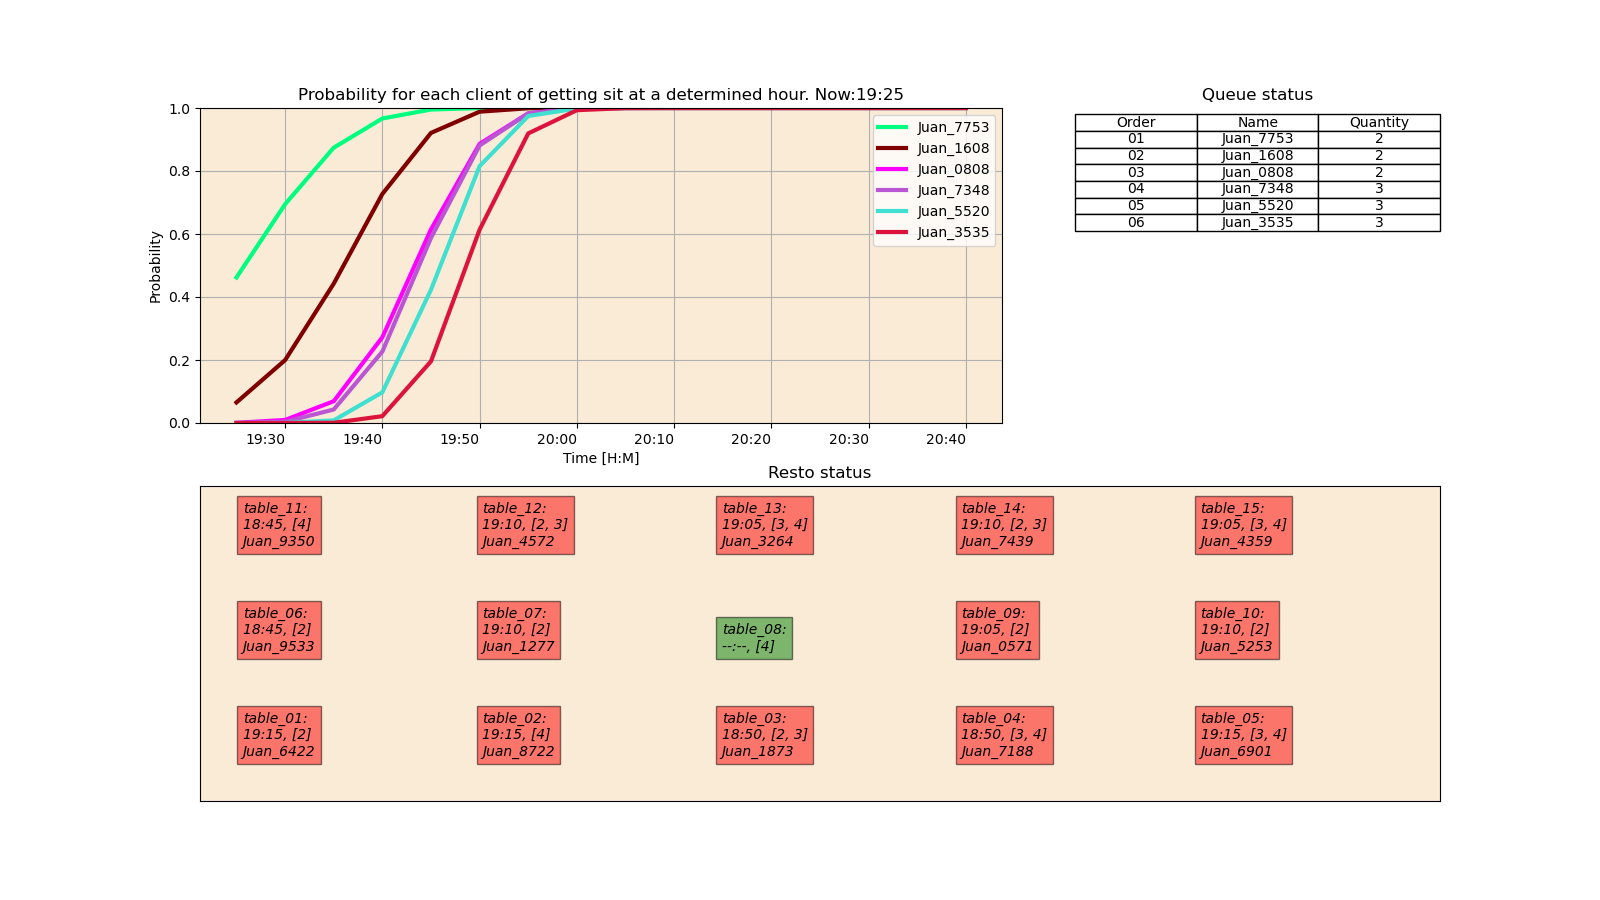 Probability for each client of getting sit at a determined hour. Now:19:25
Probability
1.0
0.8
0.6
0.4
0.2
0.0
19:30 19:40 19:50 20:00 20:10 20:20 20:30 20:40
Time [H:M]
Juan_7753
Juan_1608
Juan_0808
Juan_7348
Juan_5520
Juan_3535
Queue status
Order Name Quantity
01 Juan_7753 2
02 Juan_1608 2
03 Juan_0808 2
04 Juan_7348 3
05 Juan_5520 3
06 Juan_3535 3
Resto status
table_11:
18:45, [4]
Juan_9350
table_12:
19:10, [2, 3]
Juan_4572
table_13:
19:05, [3, 4]
Juan_3264
table_14:
19:10, [2, 3]
Juan_7439
table_15:
19:05, [3, 4]
Juan_4359
table_06:
18:45, [2]
Juan_9533
table_07:
19:10, [2]
Juan_1277
table_08:
--:--, [4]
table_09:
19:05, [2]
Juan_0571
table_10:
19:10, [2]
Juan_5253
table_01:
19:15, [2]
Juan_6422
table_02:
19:15, [4]
Juan_8722
table_03:
18:50, [2, 3]
Juan_1873
table_04:
18:50, [3, 4]
Juan_7188
table_05:
19:15, [3, 4]
Juan_6901